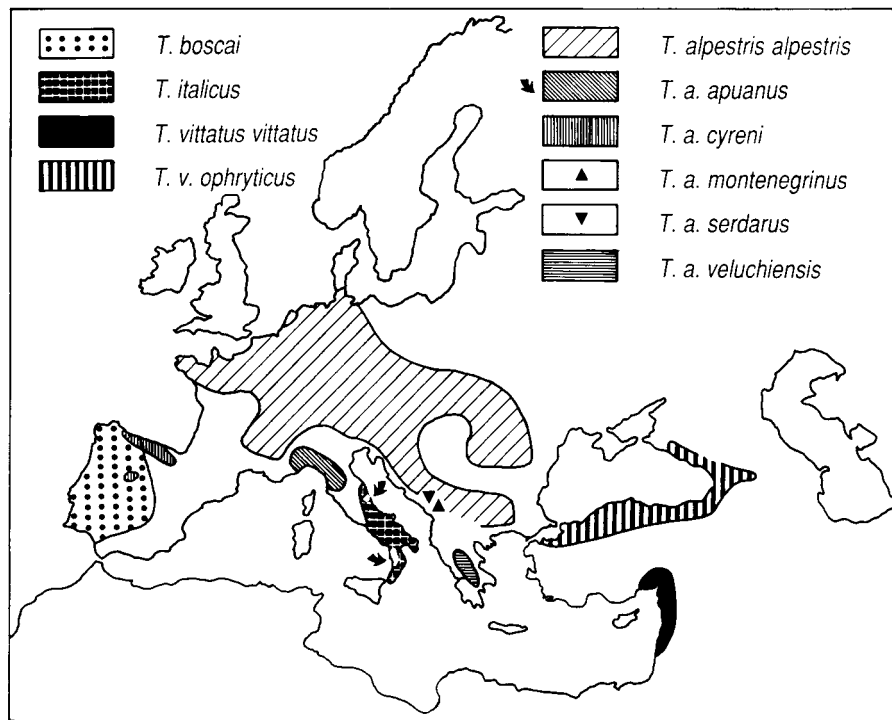 T. boscai
T. italicus
T. vittatus vittatus
T. v. ophryticus
T. alpestris alpestris
T. a. apuanus
T. a. cyreni
T. a. montenegrinus
T. a. serdarus
T. a. veluchiensis